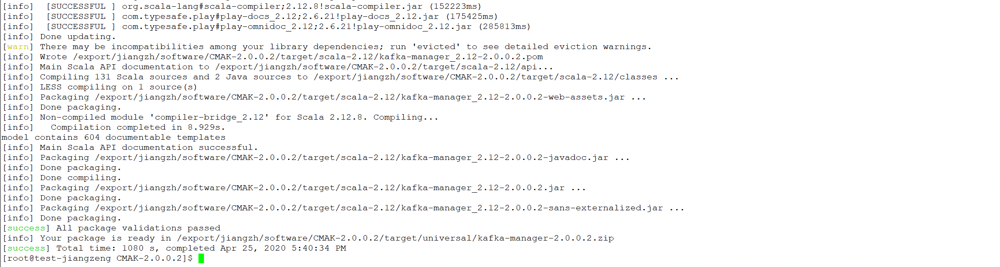 [info]  [SUCCESSFUL ] org.scala-lang#scala-compiler;2.12.8!scala-compiler.jar (152223ms)
[info]  [SUCCESSFUL ] com.typesafe.play#play-docs_2.12;2.6.21!play-docs_2.12.jar (175425ms)
[info]  [SUCCESSFUL ] com.typesafe.play#play-omnidoc_2.12;2.6.21!play-omnidoc_2.12.jar (285813ms)
[info] Done updating.
[warn] There may be incompatibilities among your library dependencies; run 'evicted' to see detailed eviction warnings.
[info] Wrote /export/jiangzh/software/CMAK-2.0.0.2/target/scala-2.12/kafka-manager_2.12-2.0.0.2.pom
[info] Main Scala API documentation to /export/jiangzh/software/CMAK-2.0.0.2/target/scala-2.12/api...
[info] Compiling 131 Scala sources and 2 Java sources to /export/jiangzh/software/CMAK-2.0.0.2/target/scala-2.12/classes ...
[info] LESS compiling on 1 source(s)
[info] Packaging /export/jiangzh/software/CMAK-2.0.0.2/target/scala-2.12/kafka-manager_2.12-2.0.0.2-web-assets.jar ...
[info] Done packaging.
[info] Non-compiled module 'compiler-bridge_2.12' for Scala 2.12.8. Compiling...
[info]   Compilation completed in 8.929s.
model contains 604 documentable templates
[info] Main Scala API documentation successful.
[info] Packaging /export/jiangzh/software/CMAK-2.0.0.2/target/scala-2.12/kafka-manager_2.12-2.0.0.2-javadoc.jar ...
[info] Done packaging.
[info] Done compiling.
[info] Packaging /export/jiangzh/software/CMAK-2.0.0.2/target/scala-2.12/kafka-manager_2.12-2.0.0.2.jar ...
[info] Done packaging.
[info] Packaging /export/jiangzh/software/CMAK-2.0.0.2/target/scala-2.12/kafka-manager_2.12-2.0.0.2-sans-externalized.jar ...
[info] Done packaging.
[success] All package validations passed
[info] Your package is ready in /export/jiangzh/software/CMAK-2.0.0.2/target/universal/kafka-manager-2.0.0.2.zip
[success] Total time: 1080 s, completed Apr 25, 2020 5:40:34 PM
[root@test-jiangzeng CMAK-2.0.0.2]$